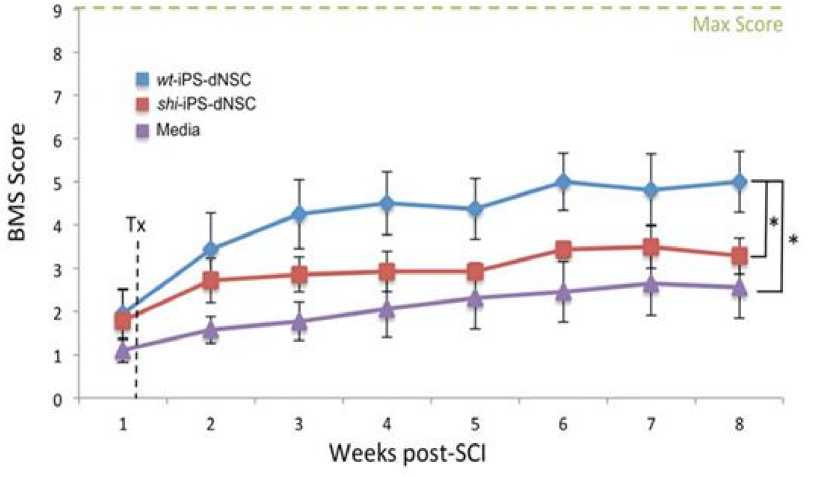 9
Max Score
8
7
6
5
4
3
2
1
0
BMS Score
wt-iPS-dNSC
shi-iPS-dNSC
Media
Tx
*
*
1 2 3 4 5 6 7 8
Weeks post-SCI